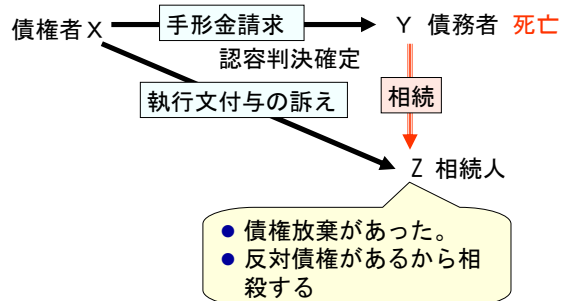 債権者X
手形金請求
Y 債務者 死亡
認容判決確定
執行文付与の訴え
相続
Z 相続人
● 債権放棄があった。
● 反対債権があるから相
殺する